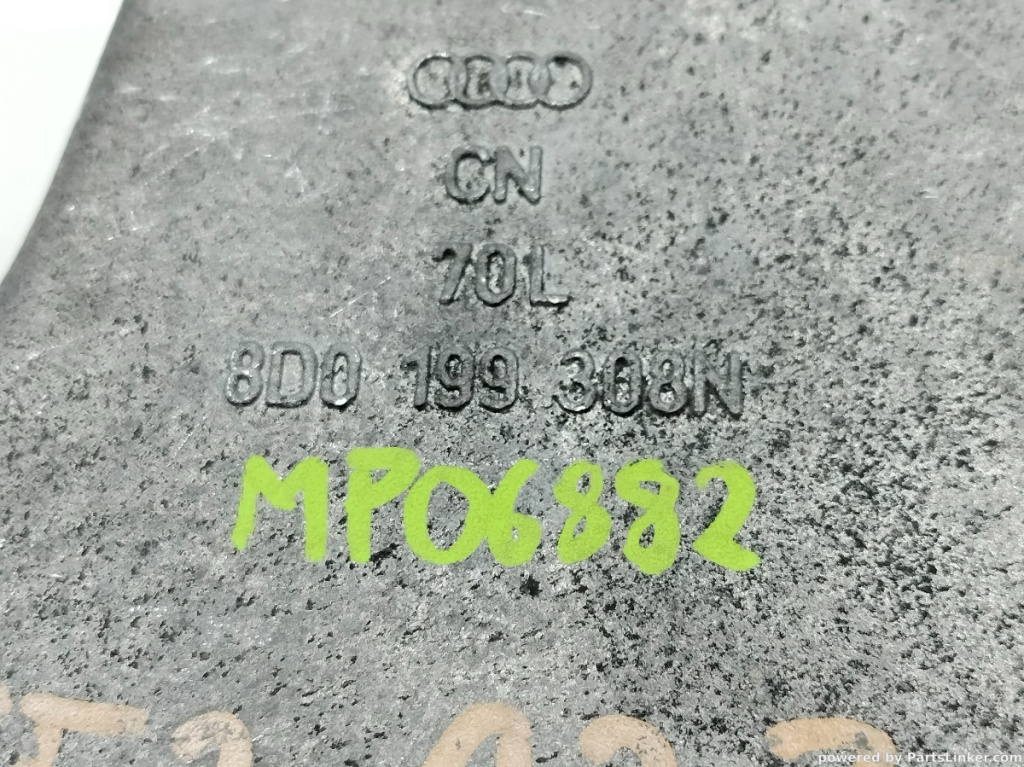 CN
70L
8D0 199 308N
MP06882
powered by PartsLinker.com